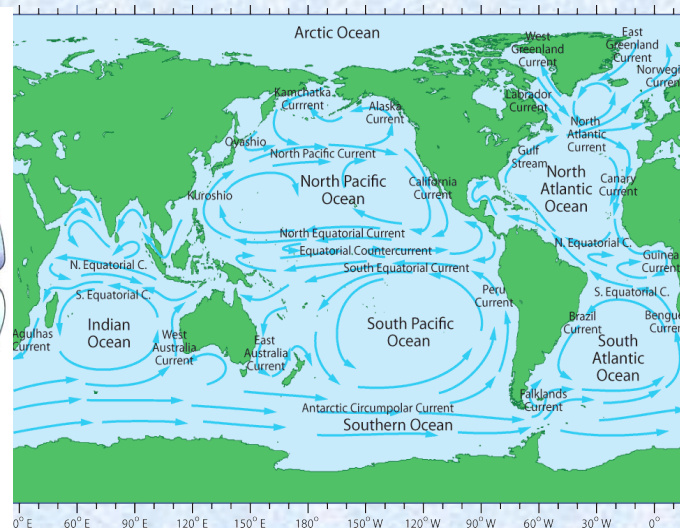 Arctic Ocean
West
Greenland
Current
East
Greenland
Current
Norwegi
Current
Kamchatka
Currrent
Alaska
Current
Labrador
Current
Oyashio
North Pacific Current
North
Atlantic
Current
Gulf
Stream
Kuroshio
North Pacific
Ocean
California
Current
North
Atlantic
Ocean
Canary
Current
North Equatorial Current
Equatorial.Countercurrent
South Equatorial Current
N. Equatorial C.
Guinea
Current
N. Equatorial C.
S. Equatorial C.
Peru
Current
S. Equatorial C.
Agulhas
Current
Indian
Ocean
West
Australia
Current
East
Australia
Current
South Pacific
Ocean
Brazil
Current
Bengue
Curren
South
Atlantic
Ocean
Falklands
Current
Antarctic Circumpolar Current
Southern Ocean
0° E 60° E 90° E 120° E 150° E 180° 150° W 120° W 90° W 60° W 30° W 0°